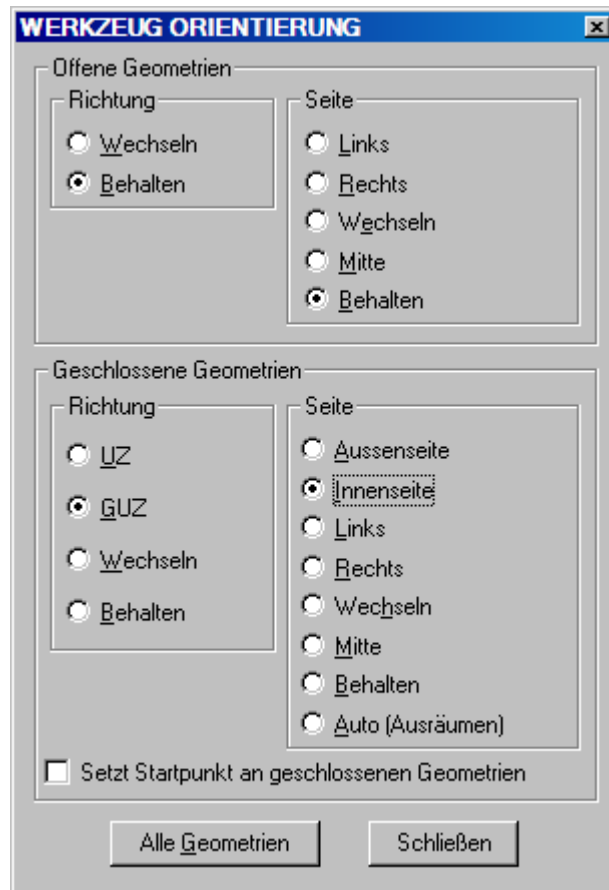 WERKZEUG ORIENTIERUNG
Offene Geometrien
Richtung
Wechseln
Behalten
Seite
Links
Rechts
Wechseln
Mitte
Behalten
Geschlossene Geometrien
Richtung
UZ
GUZ
Wechseln
Behalten
Seite
Aussenseite
Innenseite
Links
Rechts
Wechseln
Mitte
Behalten
Auto (Ausräumen)
Setzt Startpunkt an geschlossenen Geometrien
Alle Geometrien
Schließen